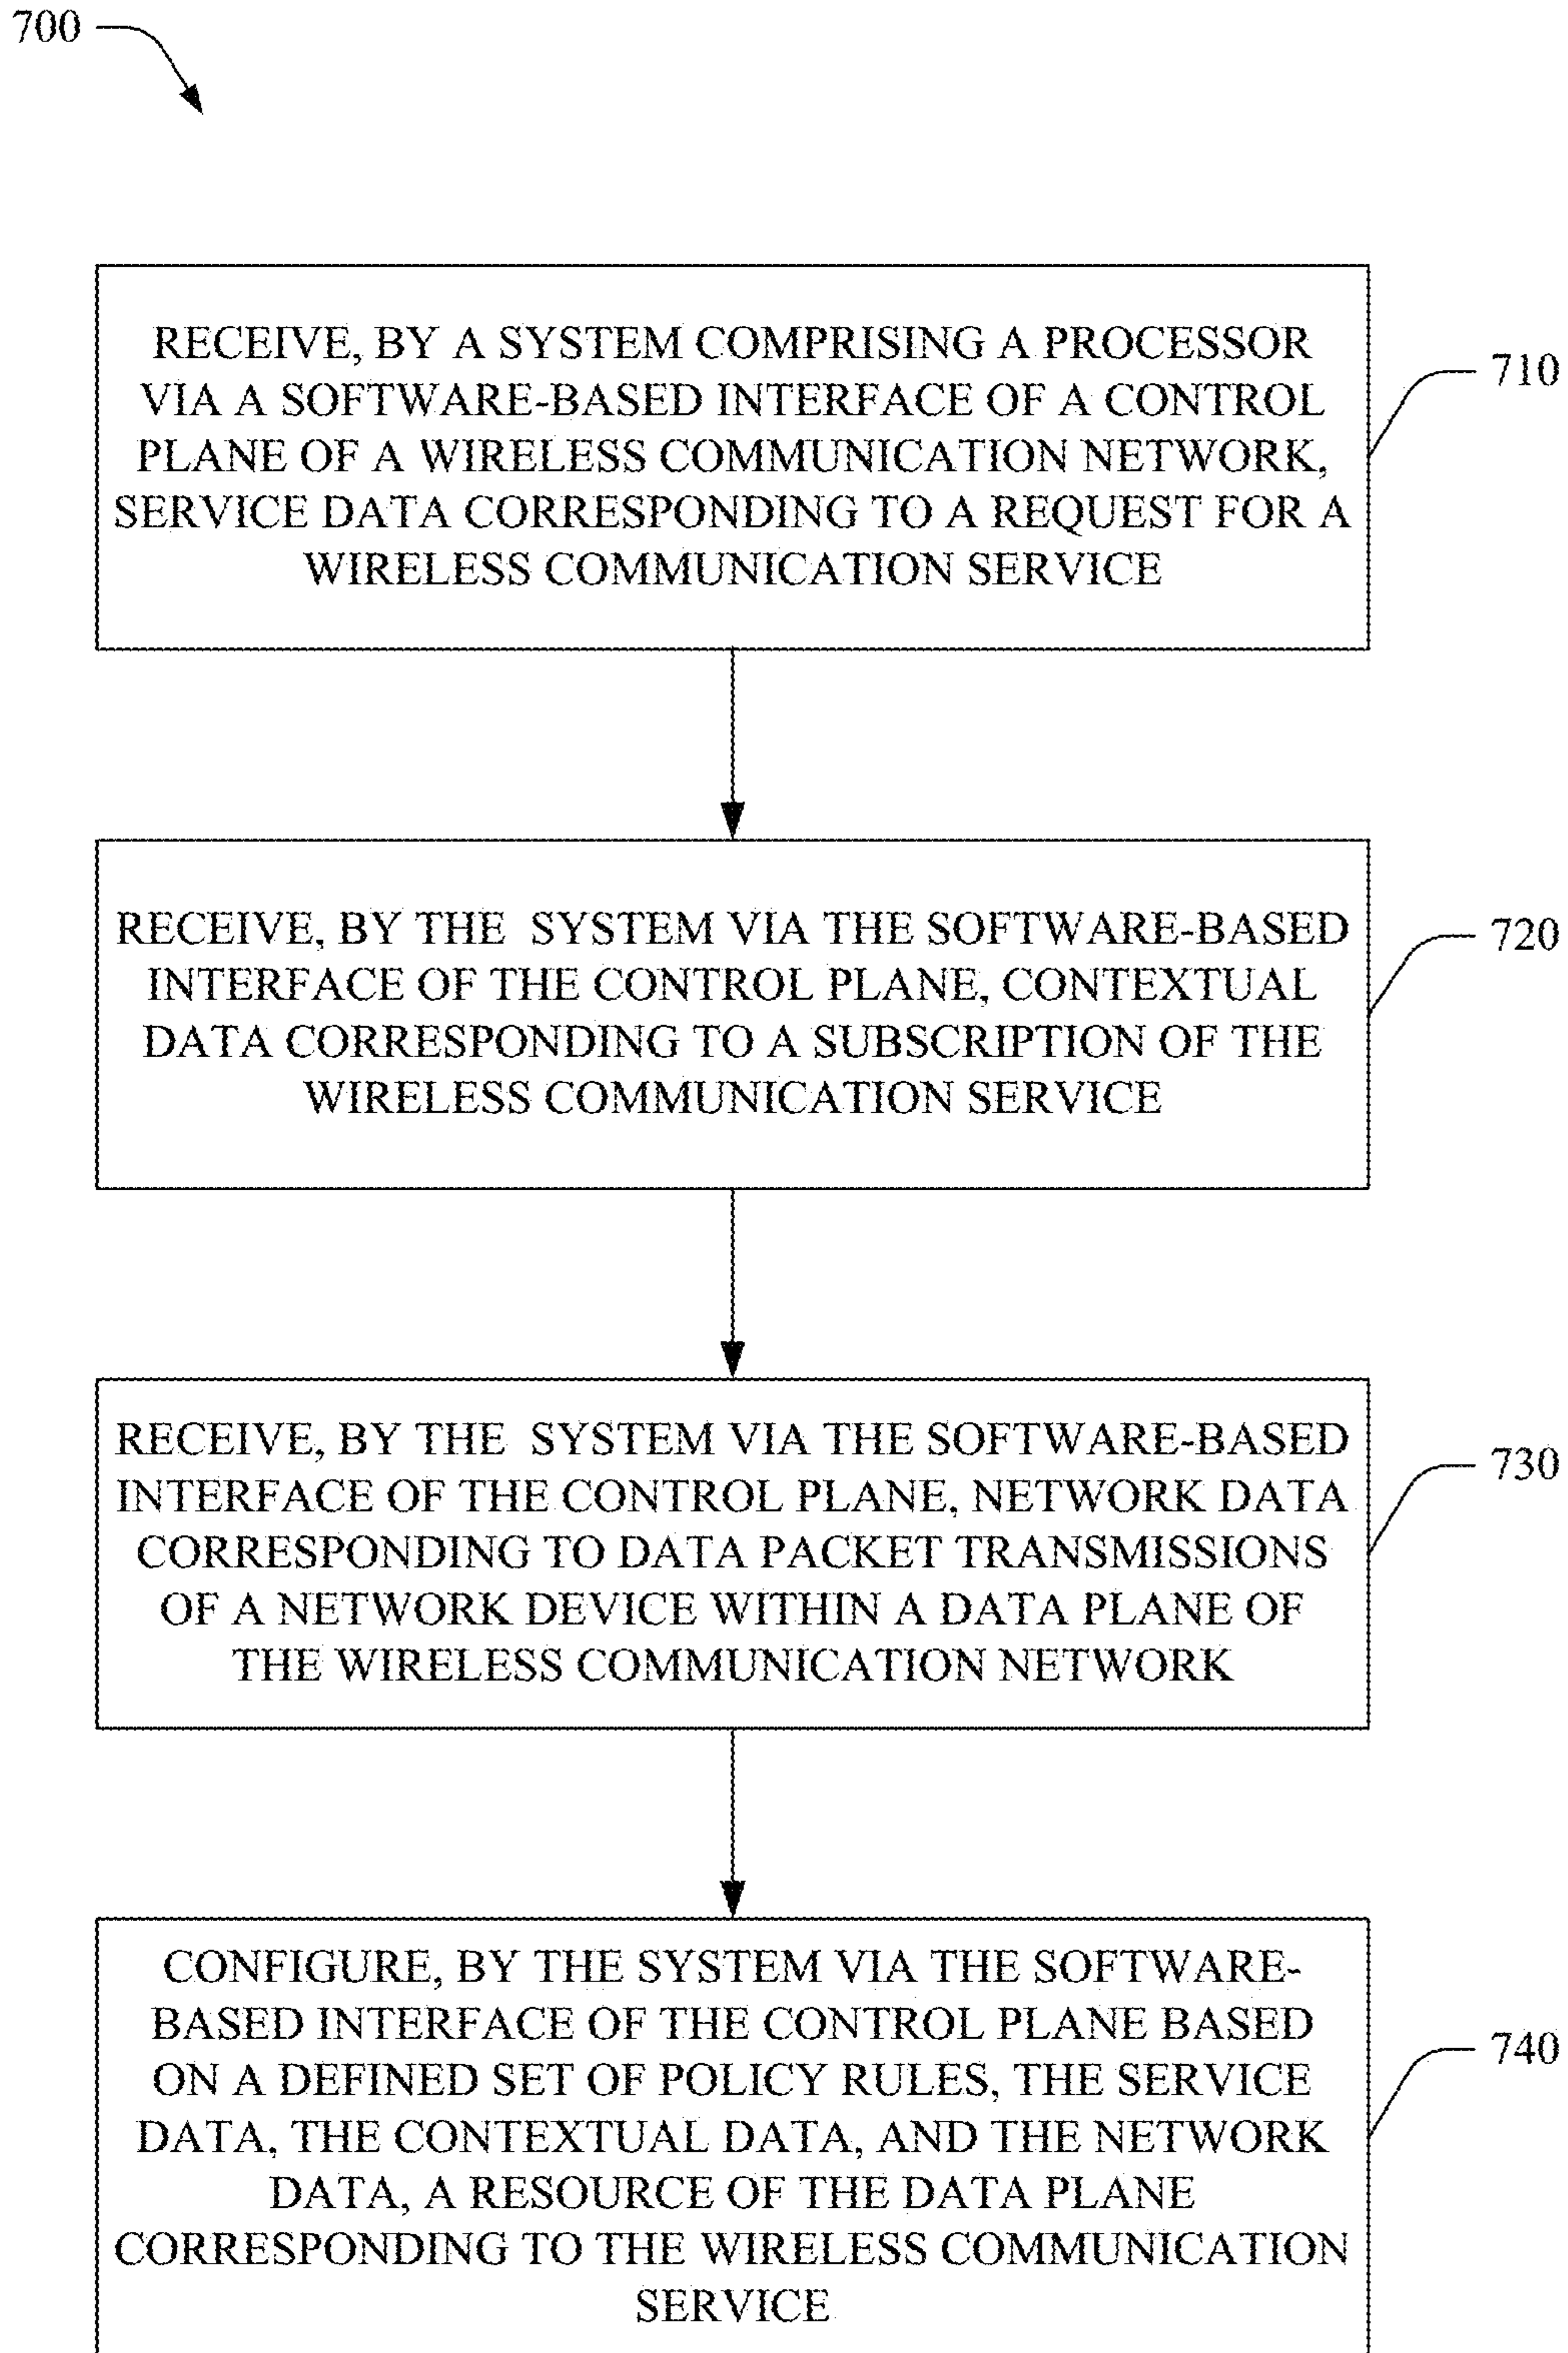 700
RECEIVE, BY A SYSTEM COMPRISING A PROCESSOR
VIA A SOFTWARE-BASED INTERFACE OF A CONTROL
PLANE OF A WIRELESS COMMUNICATION NETWORK,
SERVICE DATA CORRESPONDING TO A REQUEST FOR A
WIRELESS COMMUNICATION SERVICE
710
RECEIVE, BY THE SYSTEM VIA THE SOFTWARE-BASED
INTERFACE OF THE CONTROL PLANE, CONTEXTUAL
DATA CORRESPONDING TO A SUBSCRIPTION OF THE
WIRELESS COMMUNICATION SERVICE
720
RECEIVE, BY THE SYSTEM VIA THE SOFTWARE-BASED
INTERFACE OF THE CONTROL PLANE, NETWORK DATA
CORRESPONDING TO DATA PACKET TRANSMISSIONS
OF A NETWORK DEVICE WITHIN A DATA PLANE OF
THE WIRELESS COMMUNICATION NETWORK
730
CONFIGURE, BY THE SYSTEM VIA THE SOFTWARE-
BASED INTERFACE OF THE CONTROL PLANE BASED
ON A DEFINED SET OF POLICY RULES, THE SERVICE
DATA, THE CONTEXTUAL DATA, AND THE NETWORK
DATA, A RESOURCE OF THE DATA PLANE
CORRESPONDING TO THE WIRELESS COMMUNICATION
SERVICE
740